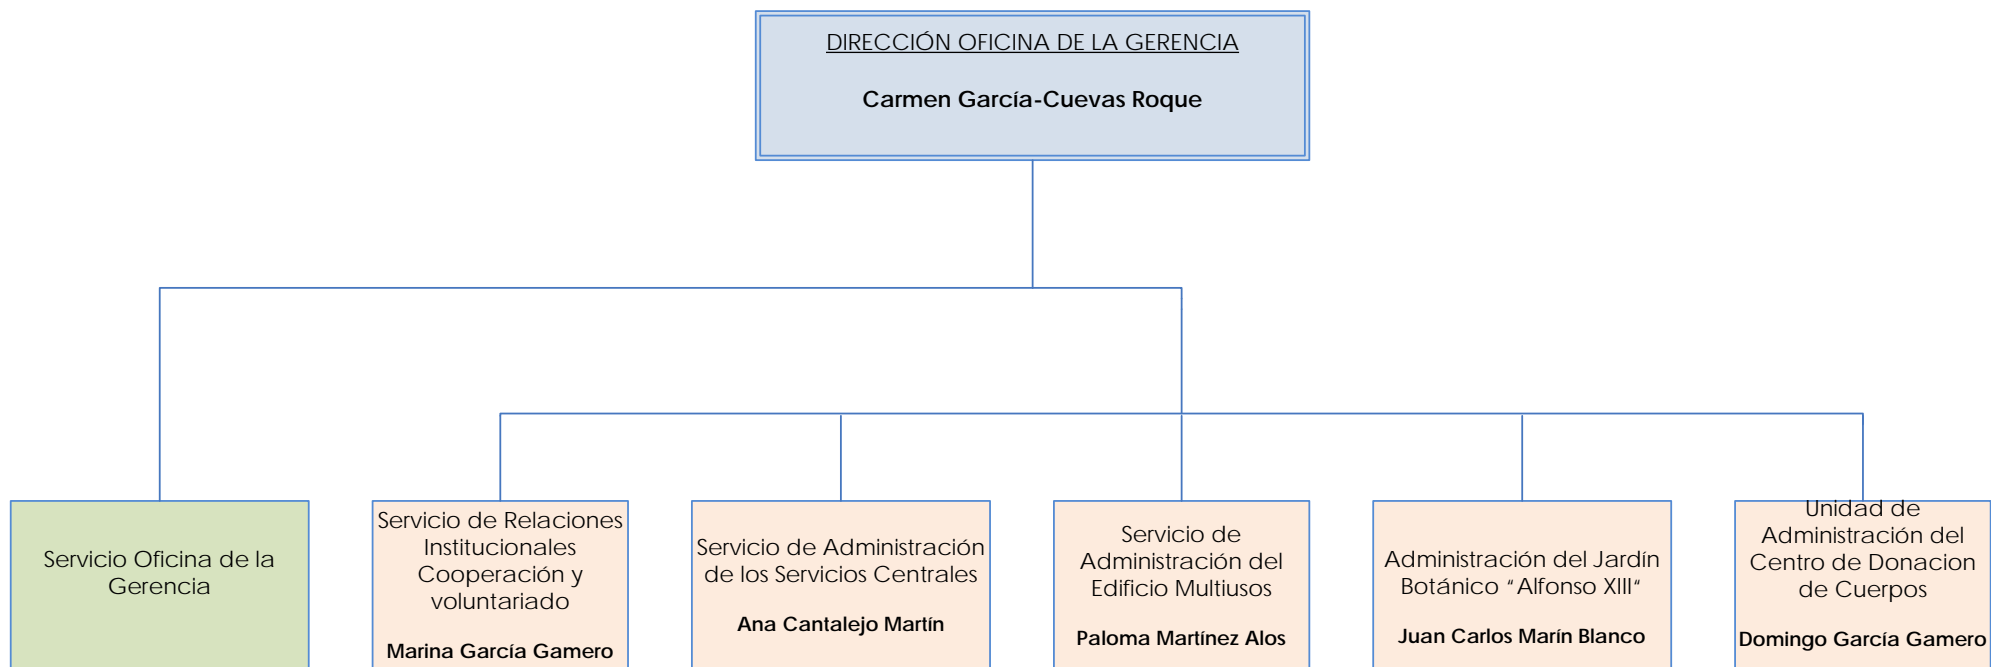 DIRECCIÓN OFICINA DE LA GERENCIA
Carmen García-Cuevas Roque
Servicio Oficina de la
Gerencia
Servicio de Relaciones
Institucionales
Cooperación y
voluntariado
Marina García Gamero
Servicio de Administración
de los Servicios Centrales
Ana Cantalejo Martín
Servicio de
Administración del
Edificio Multiusos
Paloma Martínez Alos
Administración del Jardín
Botánico “Alfonso XIII“
Juan Carlos Marín Blanco
Unidad de
Administración del
Centro de Donacion
de Cuerpos
Domingo García Gamero